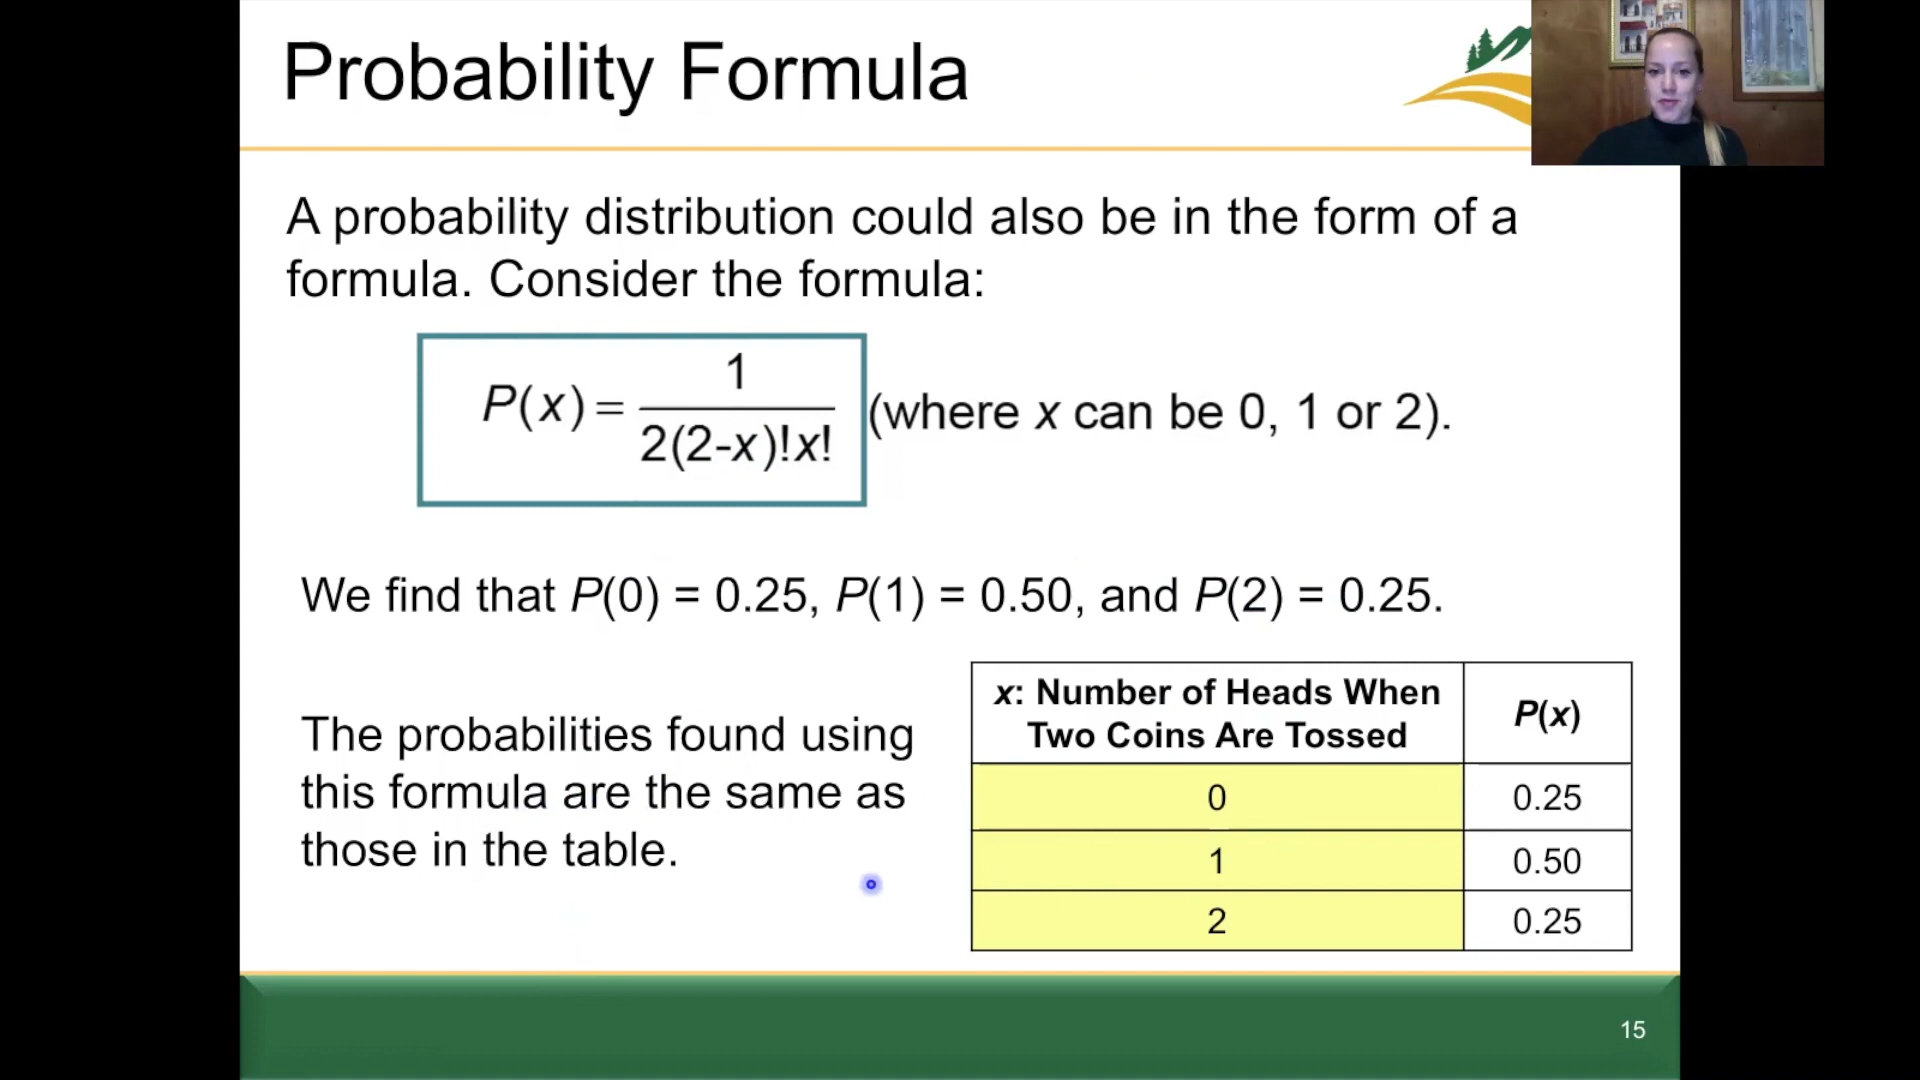 Probability Formula
A probability distribution could also be in the form of a
formula. Consider the formula:
P(x) = 1 / 2(2-x)!x! (where x can be 0, 1 or 2).
We find that P(0) = 0.25, P(1) = 0.50, and P(2) = 0.25.
The probabilities found using
this formula are the same as
those in the table.
x: Number of Heads When
Two Coins Are Tossed
P(x)
0 0.25
1 0.50
2 0.25
15